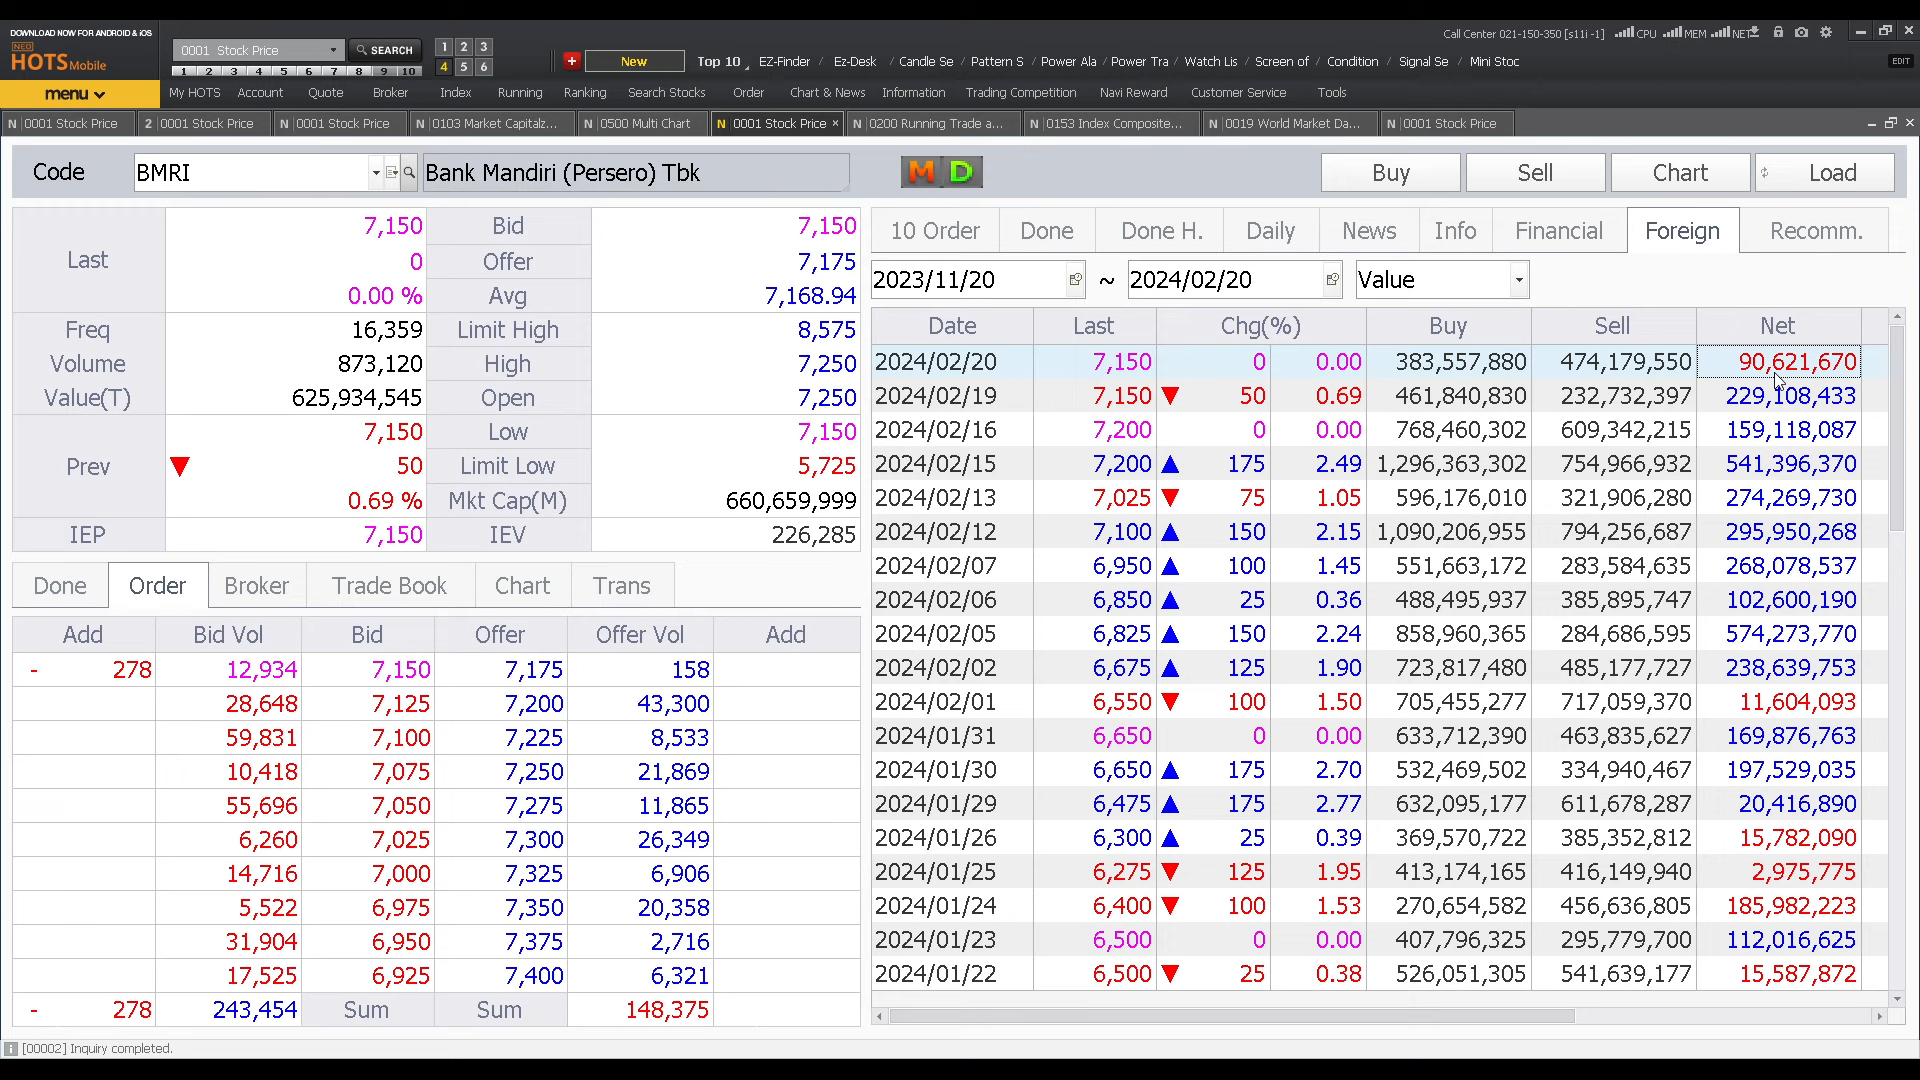 DOWNLOAD NOW FOR ANDROID & iOS
NEO
HOTS Mobile
0001 Stock Price
SEARCH
1 2 3 4 5 6 7 8 9 10
1 2 3
4 5 6
New
Top 10 EZ-Finder / Ez-Desk / Candle Se / Pattern S / Power Ala / Power Tra / Watch Lis / Screen of / Condition / Signal Se / Mini Stoc
Call Center 021-150-350 [s11i -1] CPU MEM NET
EDIT
menu
My HOTS Account Quote Broker Index Running Ranking Search Stocks Order Chart & News Information Trading Competition Navi Reward Customer Service Tools
N 0001 Stock Price 2 0001 Stock Price N 0001 Stock Price N 0103 Market Capitalz... N 0500 Multi Chart N 0001 Stock Price × N 0200 Running Trade a... N 0153 Index Composite... N 0019 World Market Da... N 0001 Stock Price
Code BMRI Bank Mandiri (Persero) Tbk M D Buy Sell Chart Load
Last 7,150 Bid 7,150
0 Offer 7,175
0.00 % Avg 7,168.94
Freq 16,359 Limit High 8,575
Volume 873,120 High 7,250
Value(T) 625,934,545 Open 7,250
Prev 7,150 Low 7,150
▼ 50 Limit Low 5,725
0.69 % Mkt Cap(M) 660,659,999
IEP 7,150 IEV 226,285
Done Order Broker Trade Book Chart Trans
Add Bid Vol Bid Offer Offer Vol Add
- 278 12,934 7,150 7,175 158
28,648 7,125 7,200 43,300
59,831 7,100 7,225 8,533
10,418 7,075 7,250 21,869
55,696 7,050 7,275 11,865
6,260 7,025 7,300 26,349
14,716 7,000 7,325 6,906
5,522 6,975 7,350 20,358
31,904 6,950 7,375 2,716
17,525 6,925 7,400 6,321
- 278 243,454 Sum Sum 148,375
10 Order Done Done H. Daily News Info Financial Foreign Recomm.
2023/11/20 ~ 2024/02/20 Value
Date Last Chg(%) Buy Sell Net
2024/02/20 7,150 0 0.00 383,557,880 474,179,550 90,621,670
2024/02/19 7,150 ▼ 50 0.69 461,840,830 232,732,397 229,108,433
2024/02/16 7,200 0 0.00 768,460,302 609,342,215 159,118,087
2024/02/15 7,200 ▲ 175 2.49 1,296,363,302 754,966,932 541,396,370
2024/02/13 7,025 ▼ 75 1.05 596,176,010 321,906,280 274,269,730
2024/02/12 7,100 ▲ 150 2.15 1,090,206,955 794,256,687 295,950,268
2024/02/07 6,950 ▲ 100 1.45 551,663,172 283,584,635 268,078,537
2024/02/06 6,850 ▲ 25 0.36 488,495,937 385,895,747 102,600,190
2024/02/05 6,825 ▲ 150 2.24 858,960,365 284,686,595 574,273,770
2024/02/02 6,675 ▲ 125 1.90 723,817,480 485,177,727 238,639,753
2024/02/01 6,550 ▼ 100 1.50 705,455,277 717,059,370 11,604,093
2024/01/31 6,650 0 0.00 633,712,390 463,835,627 169,876,763
2024/01/30 6,650 ▲ 175 2.70 532,469,502 334,940,467 197,529,035
2024/01/29 6,475 ▲ 175 2.77 632,095,177 611,678,287 20,416,890
2024/01/26 6,300 ▲ 25 0.39 369,570,722 385,352,812 15,782,090
2024/01/25 6,275 ▼ 125 1.95 413,174,165 416,149,940 2,975,775
2024/01/24 6,400 ▼ 100 1.53 270,654,582 456,636,805 185,982,223
2024/01/23 6,500 0 0.00 407,796,325 295,779,700 112,016,625
2024/01/22 6,500 ▼ 25 0.38 526,051,305 541,639,177 15,587,872
[00002] Inquiry completed.